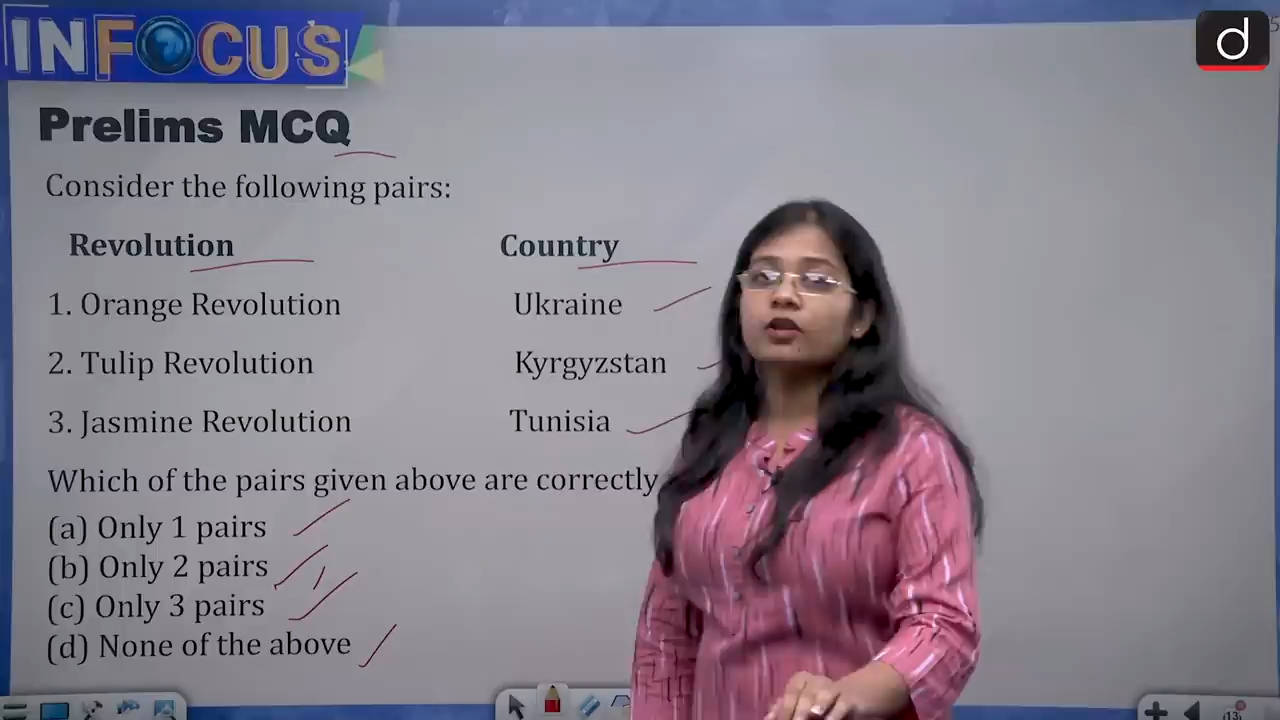 INFOCUS
d
Prelims MCQ
Consider the following pairs:
Revolution Country
1. Orange Revolution Ukraine
2. Tulip Revolution Kyrgyzstan
3. Jasmine Revolution Tunisia
Which of the pairs given above are correctly
(a) Only 1 pairs
(b) Only 2 pairs
(c) Only 3 pairs
(d) None of the above
13